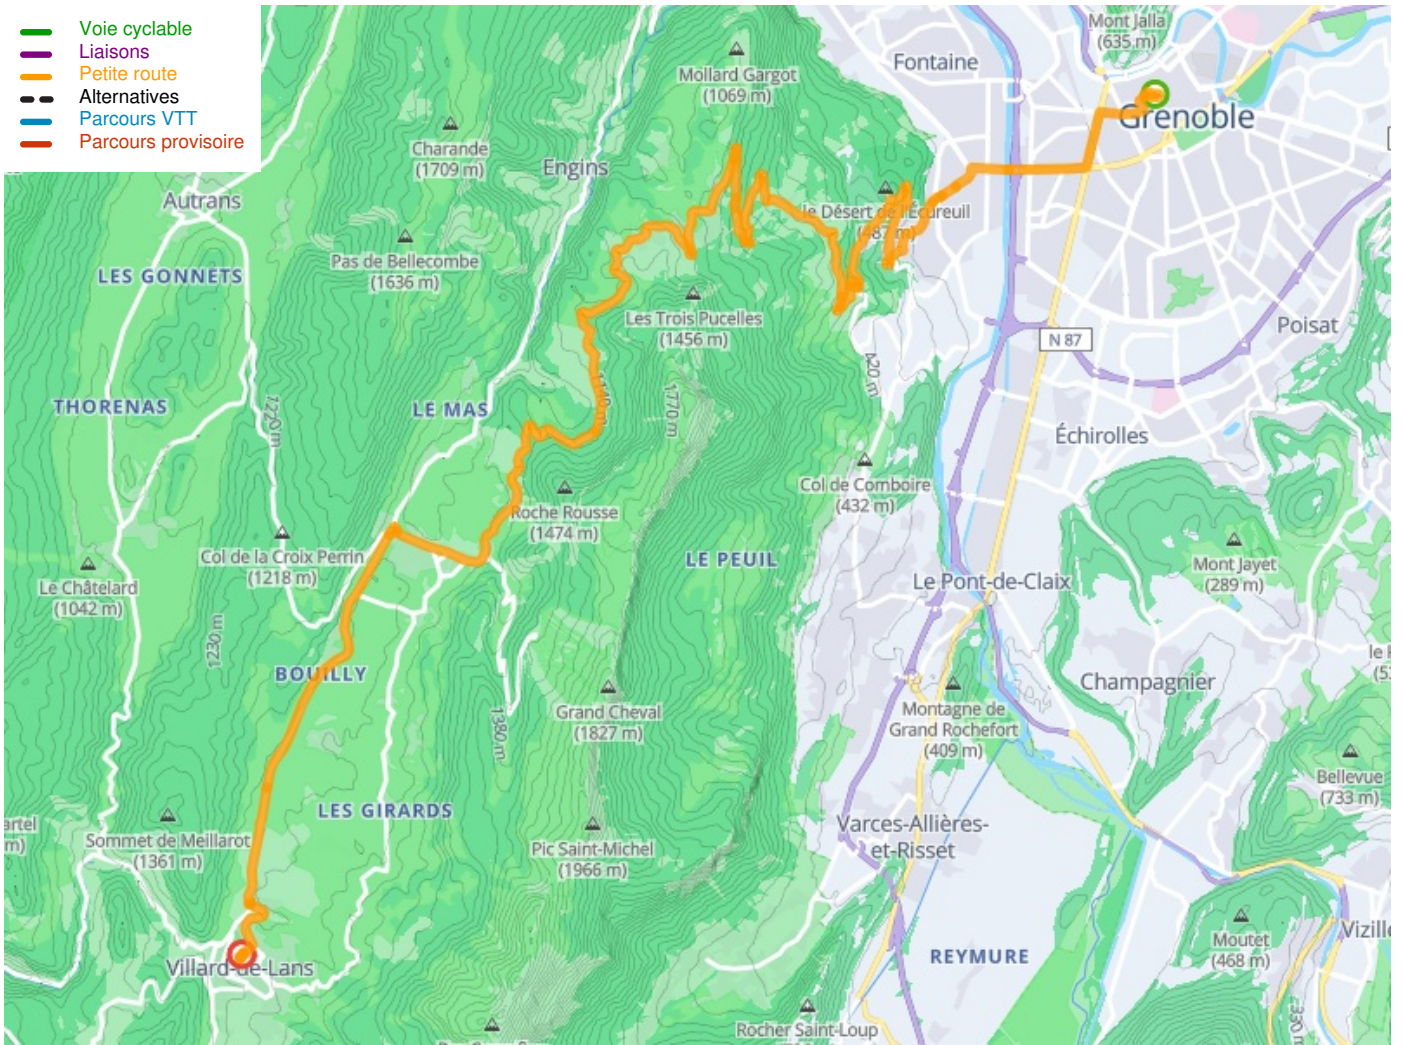 Voie cyclable
Liaisons
Petite route
Alternatives
Parcours VTT
Parcours provisoire
Mont Jalla
(635 m)
Fontaine
Mollard Gargot
(1069 m)
Grenoble
Charande
(1709 m)
Engins
Autrans
le Désert de l'Écureuil
(487 m)
Pas de Bellecombe
(1636 m)
LES GONNETS
Les Trois Pucelles
(1456 m)
Poisat
N 87
420 m
THORENAS
LE MAS
1140 m
1770 m
1220 m
Échirolles
Col de Comboire
(432 m)
Roche Rousse
(1474 m)
Col de la Croix Perrin
(1218 m)
LE PEUIL
Mont Jayet
(289 m)
Le Châtelard
(1042 m)
Le Pont-de-Claix
1230 m
BOUILLY
Champagnier
Grand Cheval
(1827 m)
1380 m
Montagne de
Grand Rochefort
(409 m)
Bellevue
(733 m)
LES GIRARDS
Varces-Allières-
et-Risset
Sommet de Meillarot
(1361 m)
Pic Saint-Michel
(1966 m)
artel
m)
Moutet
(468 m)
Vizille
REYMURE
Villard-de-Lans
Rocher Saint-Loup